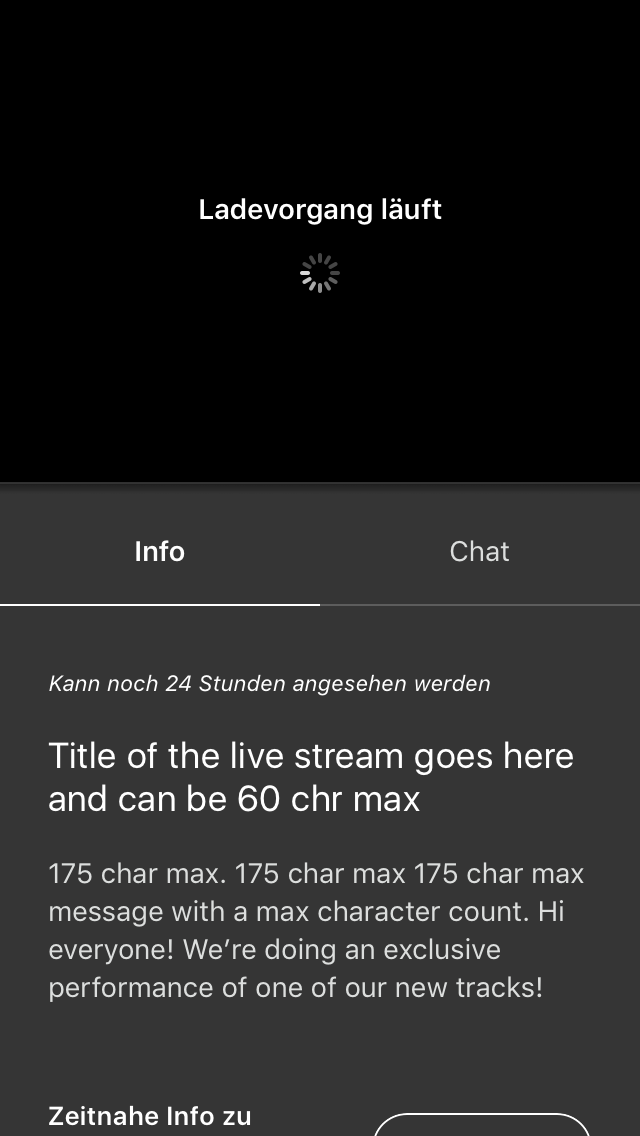 Ladevorgang läuft
Info
Chat
Kann noch 24 Stunden angesehen werden
Title of the live stream goes here
and can be 60 chr max
175 char max. 175 char max 175 char max
message with a max character count. Hi
everyone! We’re doing an exclusive
performance of one of our new tracks!
Zeitnahe Info zu